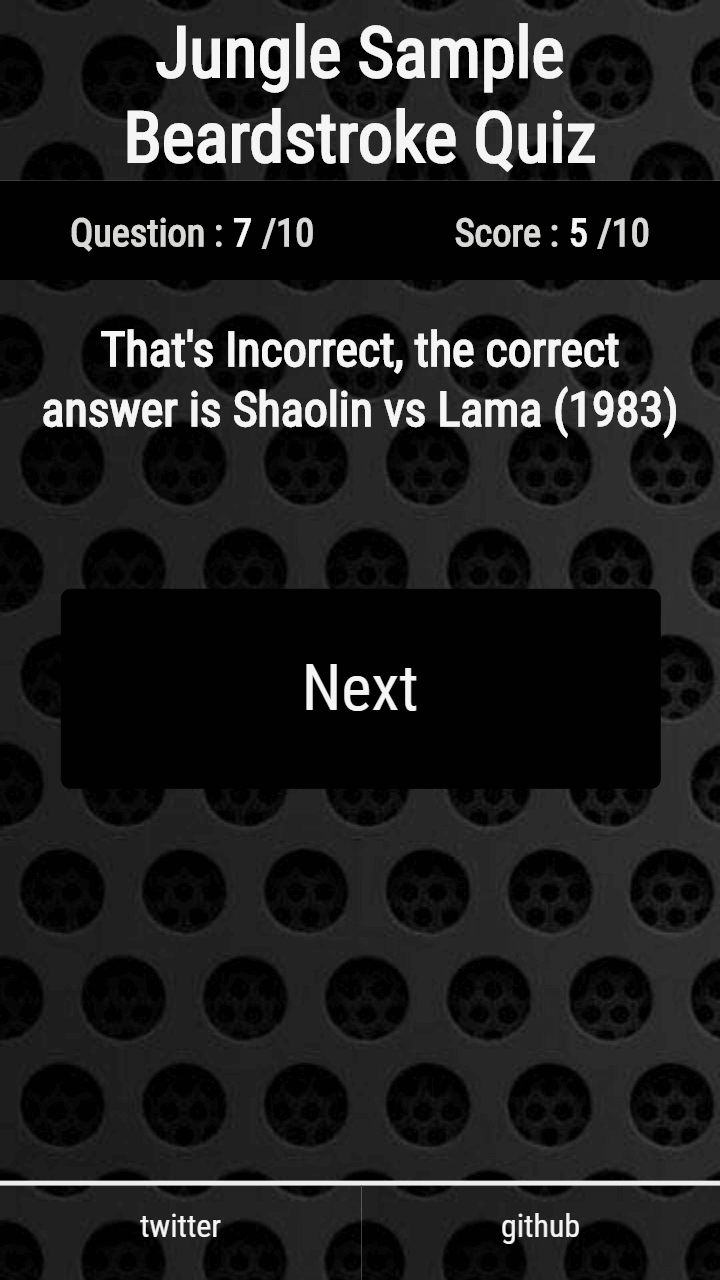 Jungle Sample
Beardstroke Quiz
Question : 7 /10 Score : 5 /10
That's Incorrect, the correct
answer is Shaolin vs Lama (1983)
Next
twitter github